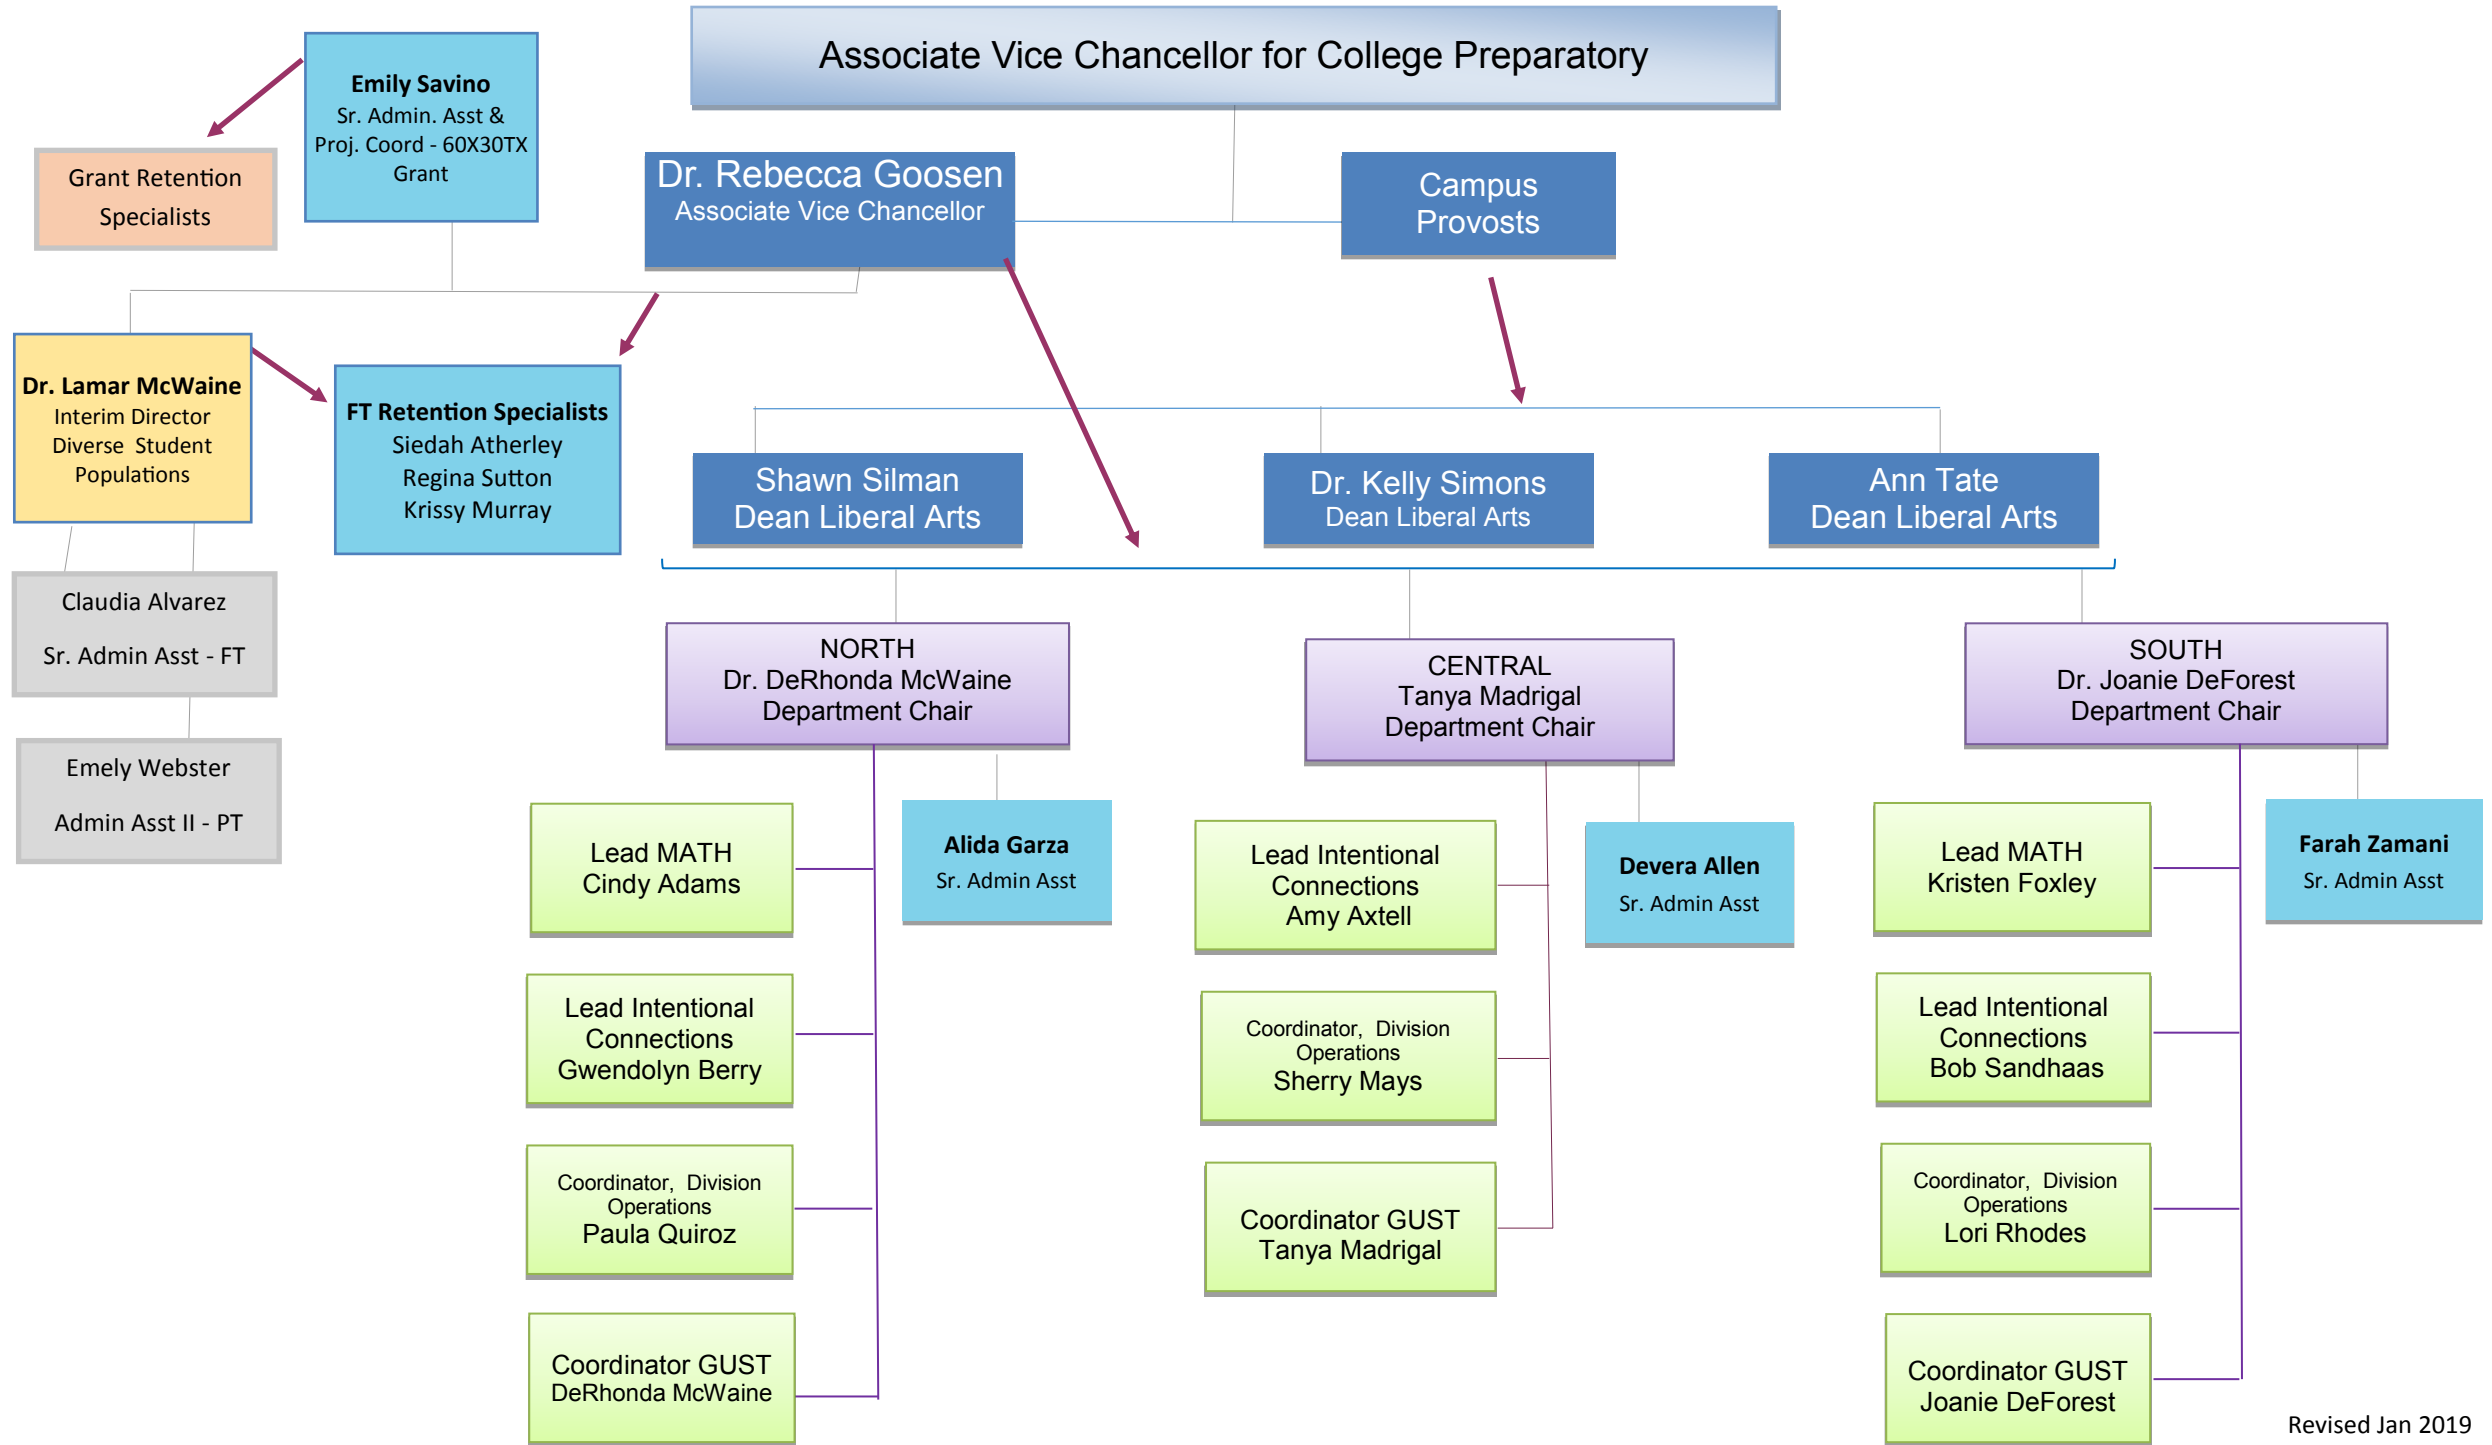 Associate Vice Chancellor for College Preparatory
Emily Savino
Sr. Admin. Asst &
Proj. Coord - 60X30TX
Grant
Grant Retention
Specialists
Dr. Rebecca Goosen
Associate Vice Chancellor
Campus
Provosts
Dr. Lamar McWaine
Interim Director
Diverse Student
Populations
FT Retention Specialists
Siedah Atherley
Regina Sutton
Krissy Murray
Shawn Silman
Dean Liberal Arts
Dr. Kelly Simons
Dean Liberal Arts
Ann Tate
Dean Liberal Arts
Claudia Alvarez
Sr. Admin Asst - FT
Emely Webster
Admin Asst II - PT
NORTH
Dr. DeRhonda McWaine
Department Chair
CENTRAL
Tanya Madrigal
Department Chair
SOUTH
Dr. Joanie DeForest
Department Chair
Lead MATH
Cindy Adams
Alida Garza
Sr. Admin Asst
Lead Intentional
Connections
Gwendolyn Berry
Coordinator, Division
Operations
Paula Quiroz
Coordinator GUST
DeRhonda McWaine
Lead Intentional
Connections
Amy Axtell
Devera Allen
Sr. Admin Asst
Coordinator, Division
Operations
Sherry Mays
Coordinator GUST
Tanya Madrigal
Lead MATH
Kristen Foxley
Farah Zamani
Sr. Admin Asst
Lead Intentional
Connections
Bob Sandhaas
Coordinator, Division
Operations
Lori Rhodes
Coordinator GUST
Joanie DeForest
Revised Jan 2019